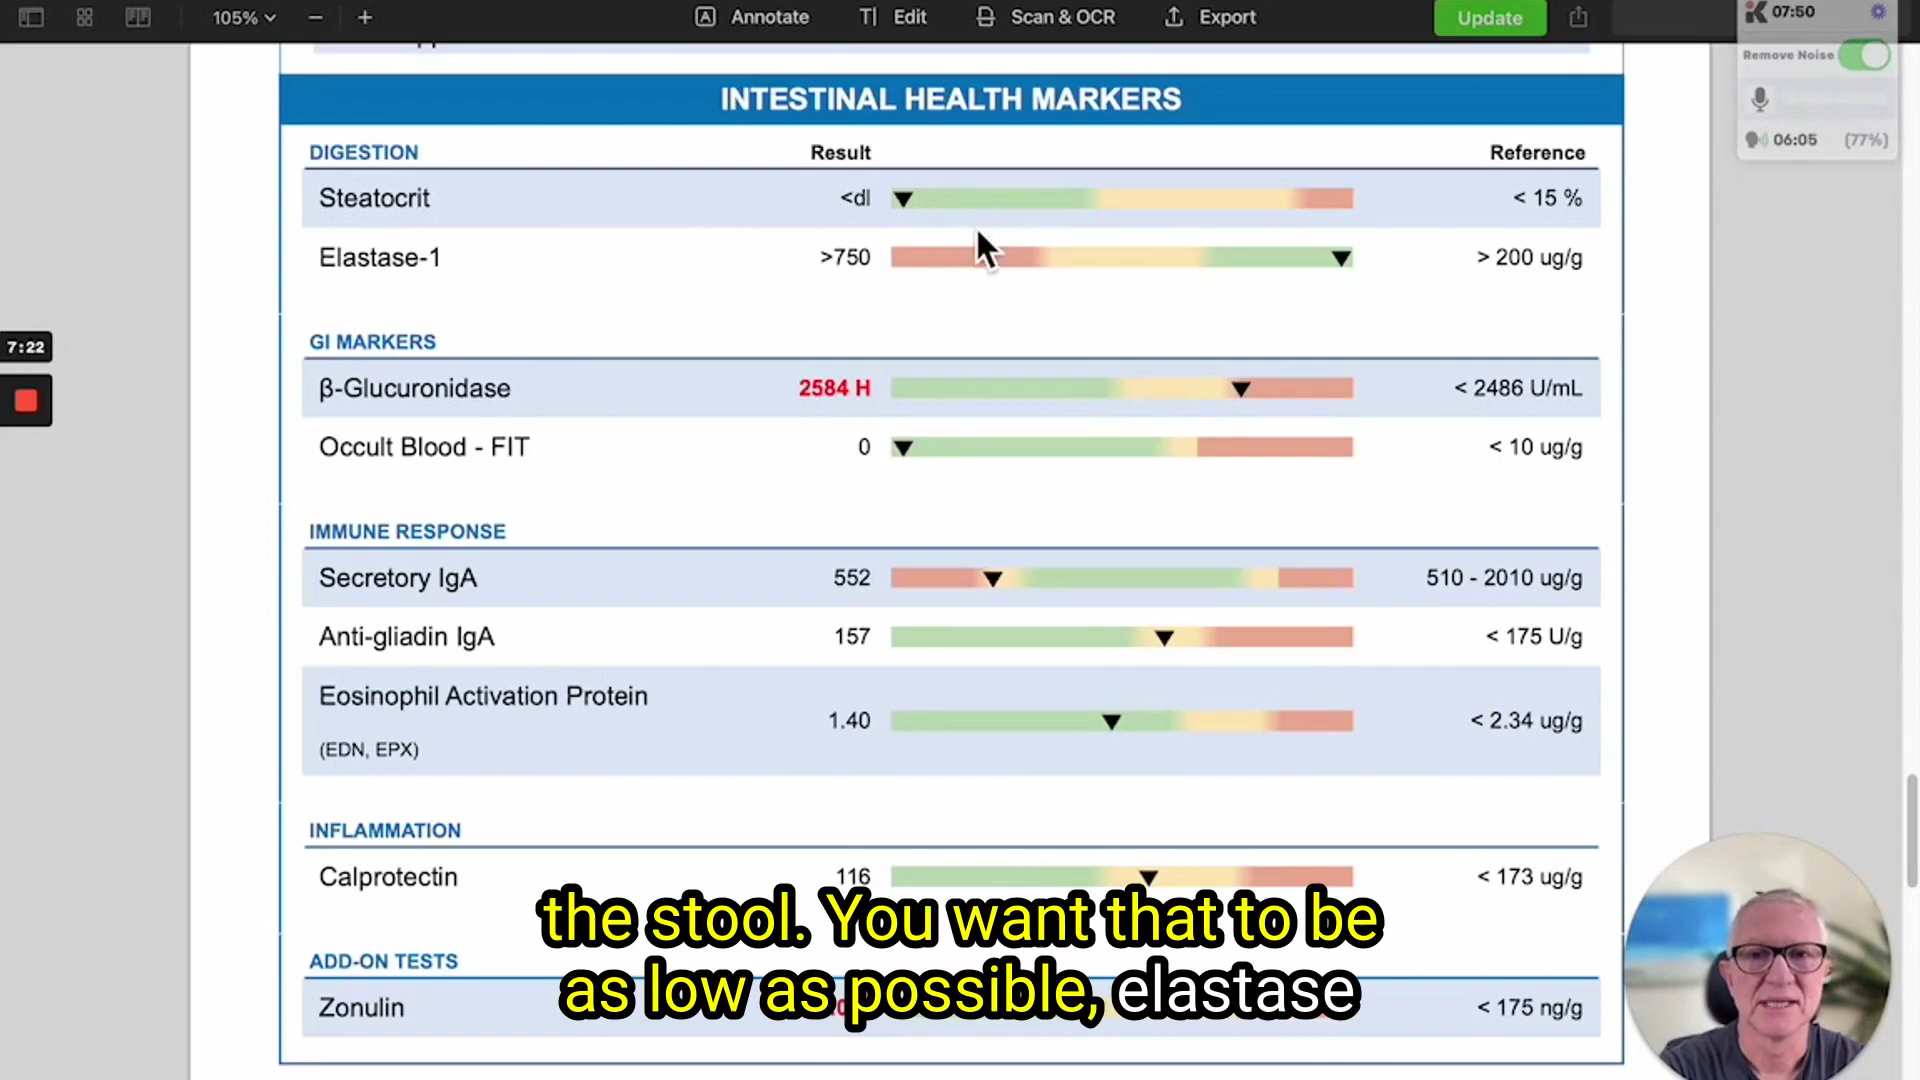 105% Annotate Edit Scan & OCR Export Update
07:50
Remove Noise
06:05 (77%)
7:22
INTESTINAL HEALTH MARKERS
DIGESTION Result Reference
Steatocrit <dl < 15 %
Elastase-1 >750 > 200 ug/g
GI MARKERS
β-Glucuronidase 2584 H < 2486 U/mL
Occult Blood - FIT 0 < 10 ug/g
IMMUNE RESPONSE
Secretory IgA 552 510 - 2010 ug/g
Anti-gliadin IgA 157 < 175 U/g
Eosinophil Activation Protein 1.40 < 2.34 ug/g
(EDN, EPX)
INFLAMMATION
Calprotectin 116 < 173 ug/g
the stool. You want that to be
ADD-ON TESTS
as low as possible, elastase
Zonulin < 175 ng/g